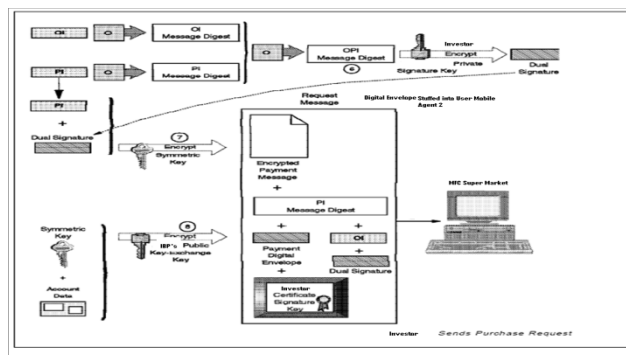 OI
OI
Message Digest
PI
PI
Message Digest
OPI
Message Digest
6
Investor
Encrypt
Private
Signature Key
Dual
Signature
PI
+
Dual Signature
Request
Message
Digital Envelope Stuffed into User Mobile
Agent 2
7
Encrypt
Symmetric
Key
Encrypted
Payment
Message
+
PI
Message Digest
+
+
Payment
Digital
Envelope
OI
+
Dual Signature
+
Investor
Certificate
Signature
Key
MFC Super Market
Symmetric
Key
+
Account
Data
8
Encrypt
Public
Key-exchange
Key
Investor
Sends Purchase Request